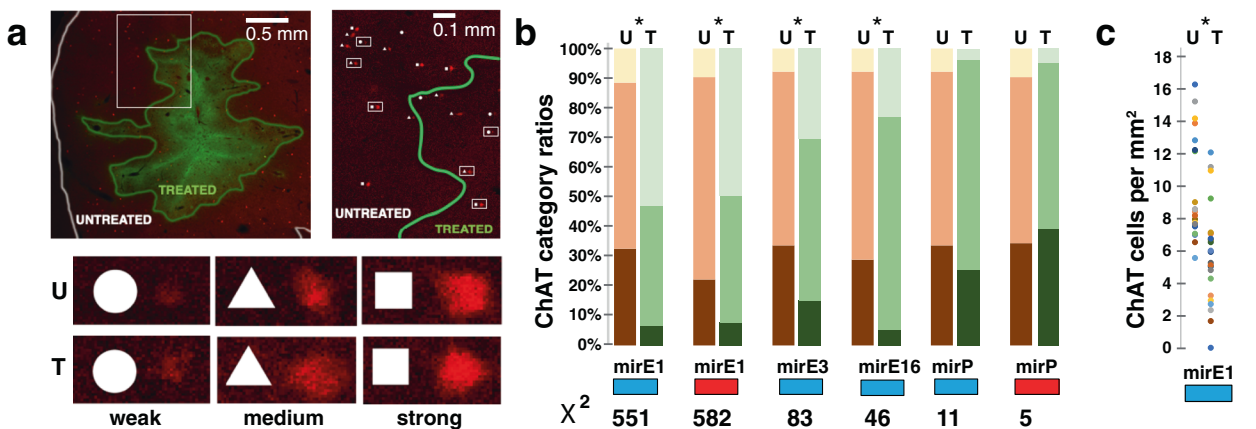 a
0.5 mm
TREATED
UNTREATED
0.1 mm
UNTREATED
TREATED
U
T
weak medium strong
b
U * T U * T U * T U * T U T U T
ChAT category ratios
100%
90%
80%
70%
60%
50%
40%
30%
20%
10%
0%
mirE1 mirE1 mirE3 mirE16 mirP mirP
X² 551 582 83 46 11 5
c
U * T
ChAT cells per mm²
18
16
14
12
10
8
6
4
2
0
mirE1